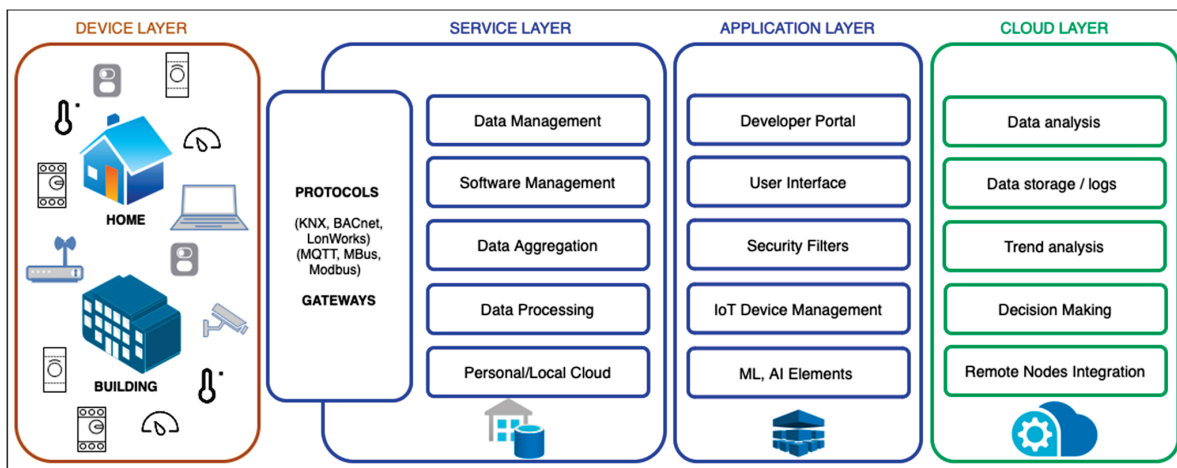 DEVICE LAYER
HOME
BUILDING
SERVICE LAYER
PROTOCOLS
(KNX, BACnet,
LonWorks)
(MQTT, MBus,
Modbus)
GATEWAYS
Data Management
Software Management
Data Aggregation
Data Processing
Personal/Local Cloud
APPLICATION LAYER
Developer Portal
User Interface
Security Filters
IoT Device Management
ML, AI Elements
CLOUD LAYER
Data analysis
Data storage / logs
Trend analysis
Decision Making
Remote Nodes Integration